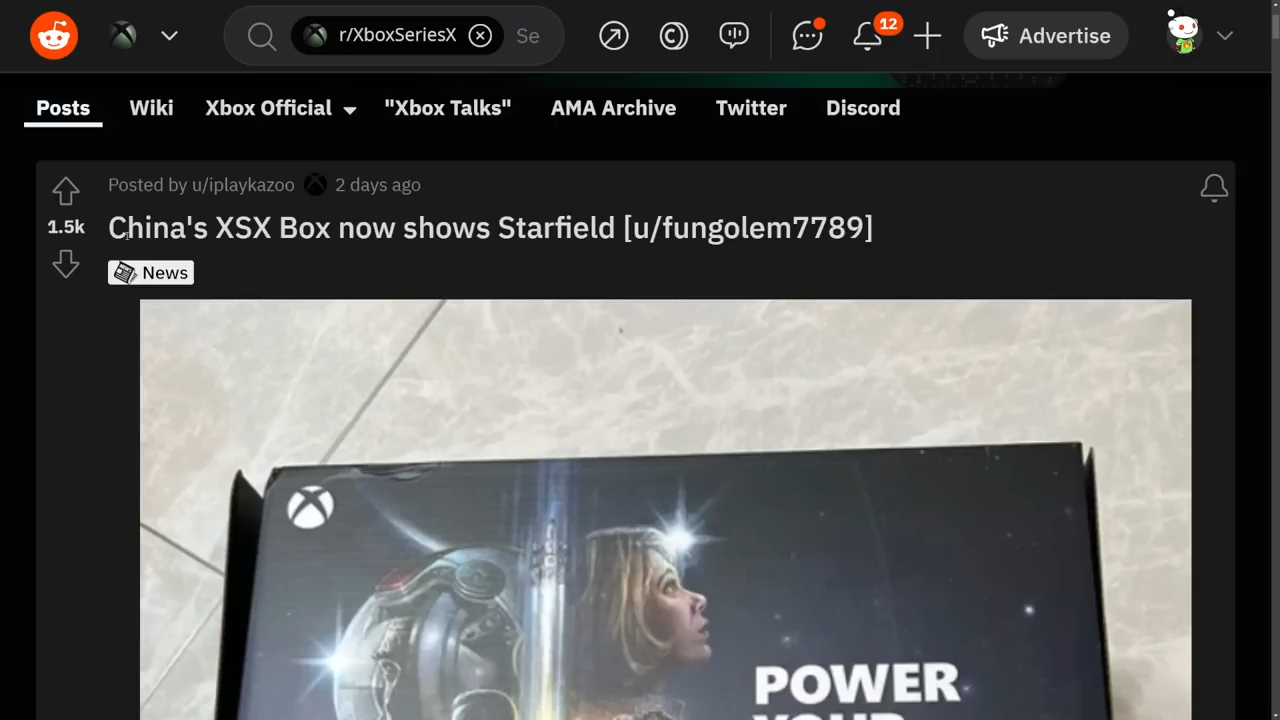 r/XboxSeriesX Se 12 Advertise
Posts Wiki Xbox Official "Xbox Talks" AMA Archive Twitter Discord
Posted by u/iplaykazoo 2 days ago
1.5k China's XSX Box now shows Starfield [u/fungolem7789]
News
POWER
YOUR